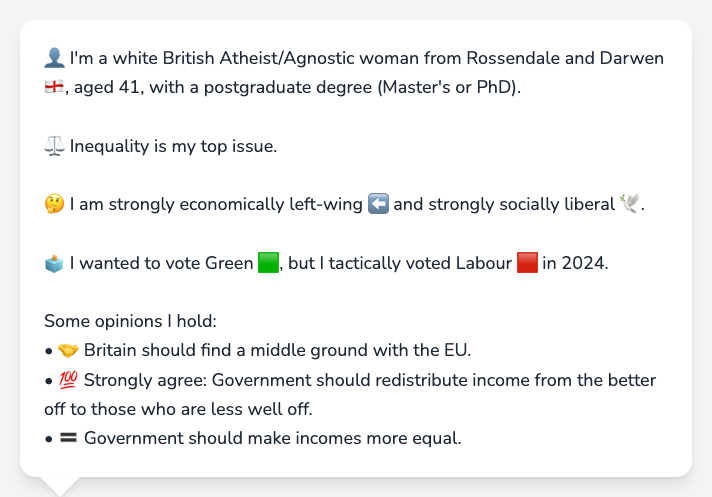 👤 I'm a white British Atheist/Agnostic woman from Rossendale and Darwen
🏴󠁧󠁢󠁥󠁮󠁧󠁿, aged 41, with a postgraduate degree (Master's or PhD).
⚖️ Inequality is my top issue.
🤔 I am strongly economically left-wing ⬅️ and strongly socially liberal 🕊️.
🗳️ I wanted to vote Green 🟩, but I tactically voted Labour 🟥 in 2024.
Some opinions I hold:
• 🤝 Britain should find a middle ground with the EU.
• 💯 Strongly agree: Government should redistribute income from the better
off to those who are less well off.
• 🟰 Government should make incomes more equal.